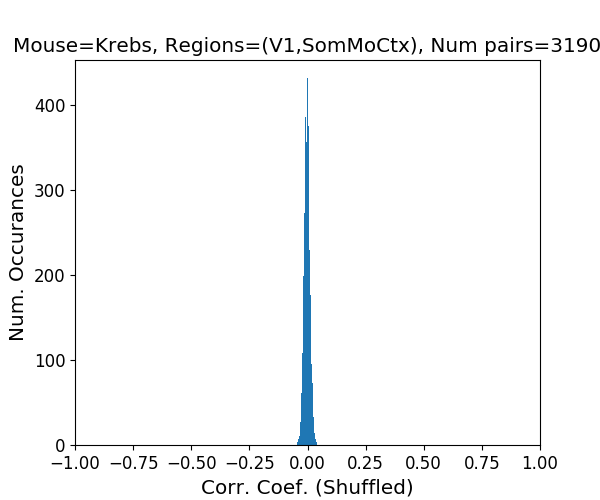 Mouse=Krebs, Regions=(V1,SomMoCtx), Num pairs=3190
400
300
200
100
0
Num. Occurances
−1.00 −0.75 −0.50 −0.25 0.00 0.25 0.50 0.75 1.00
Corr. Coef. (Shuffled)